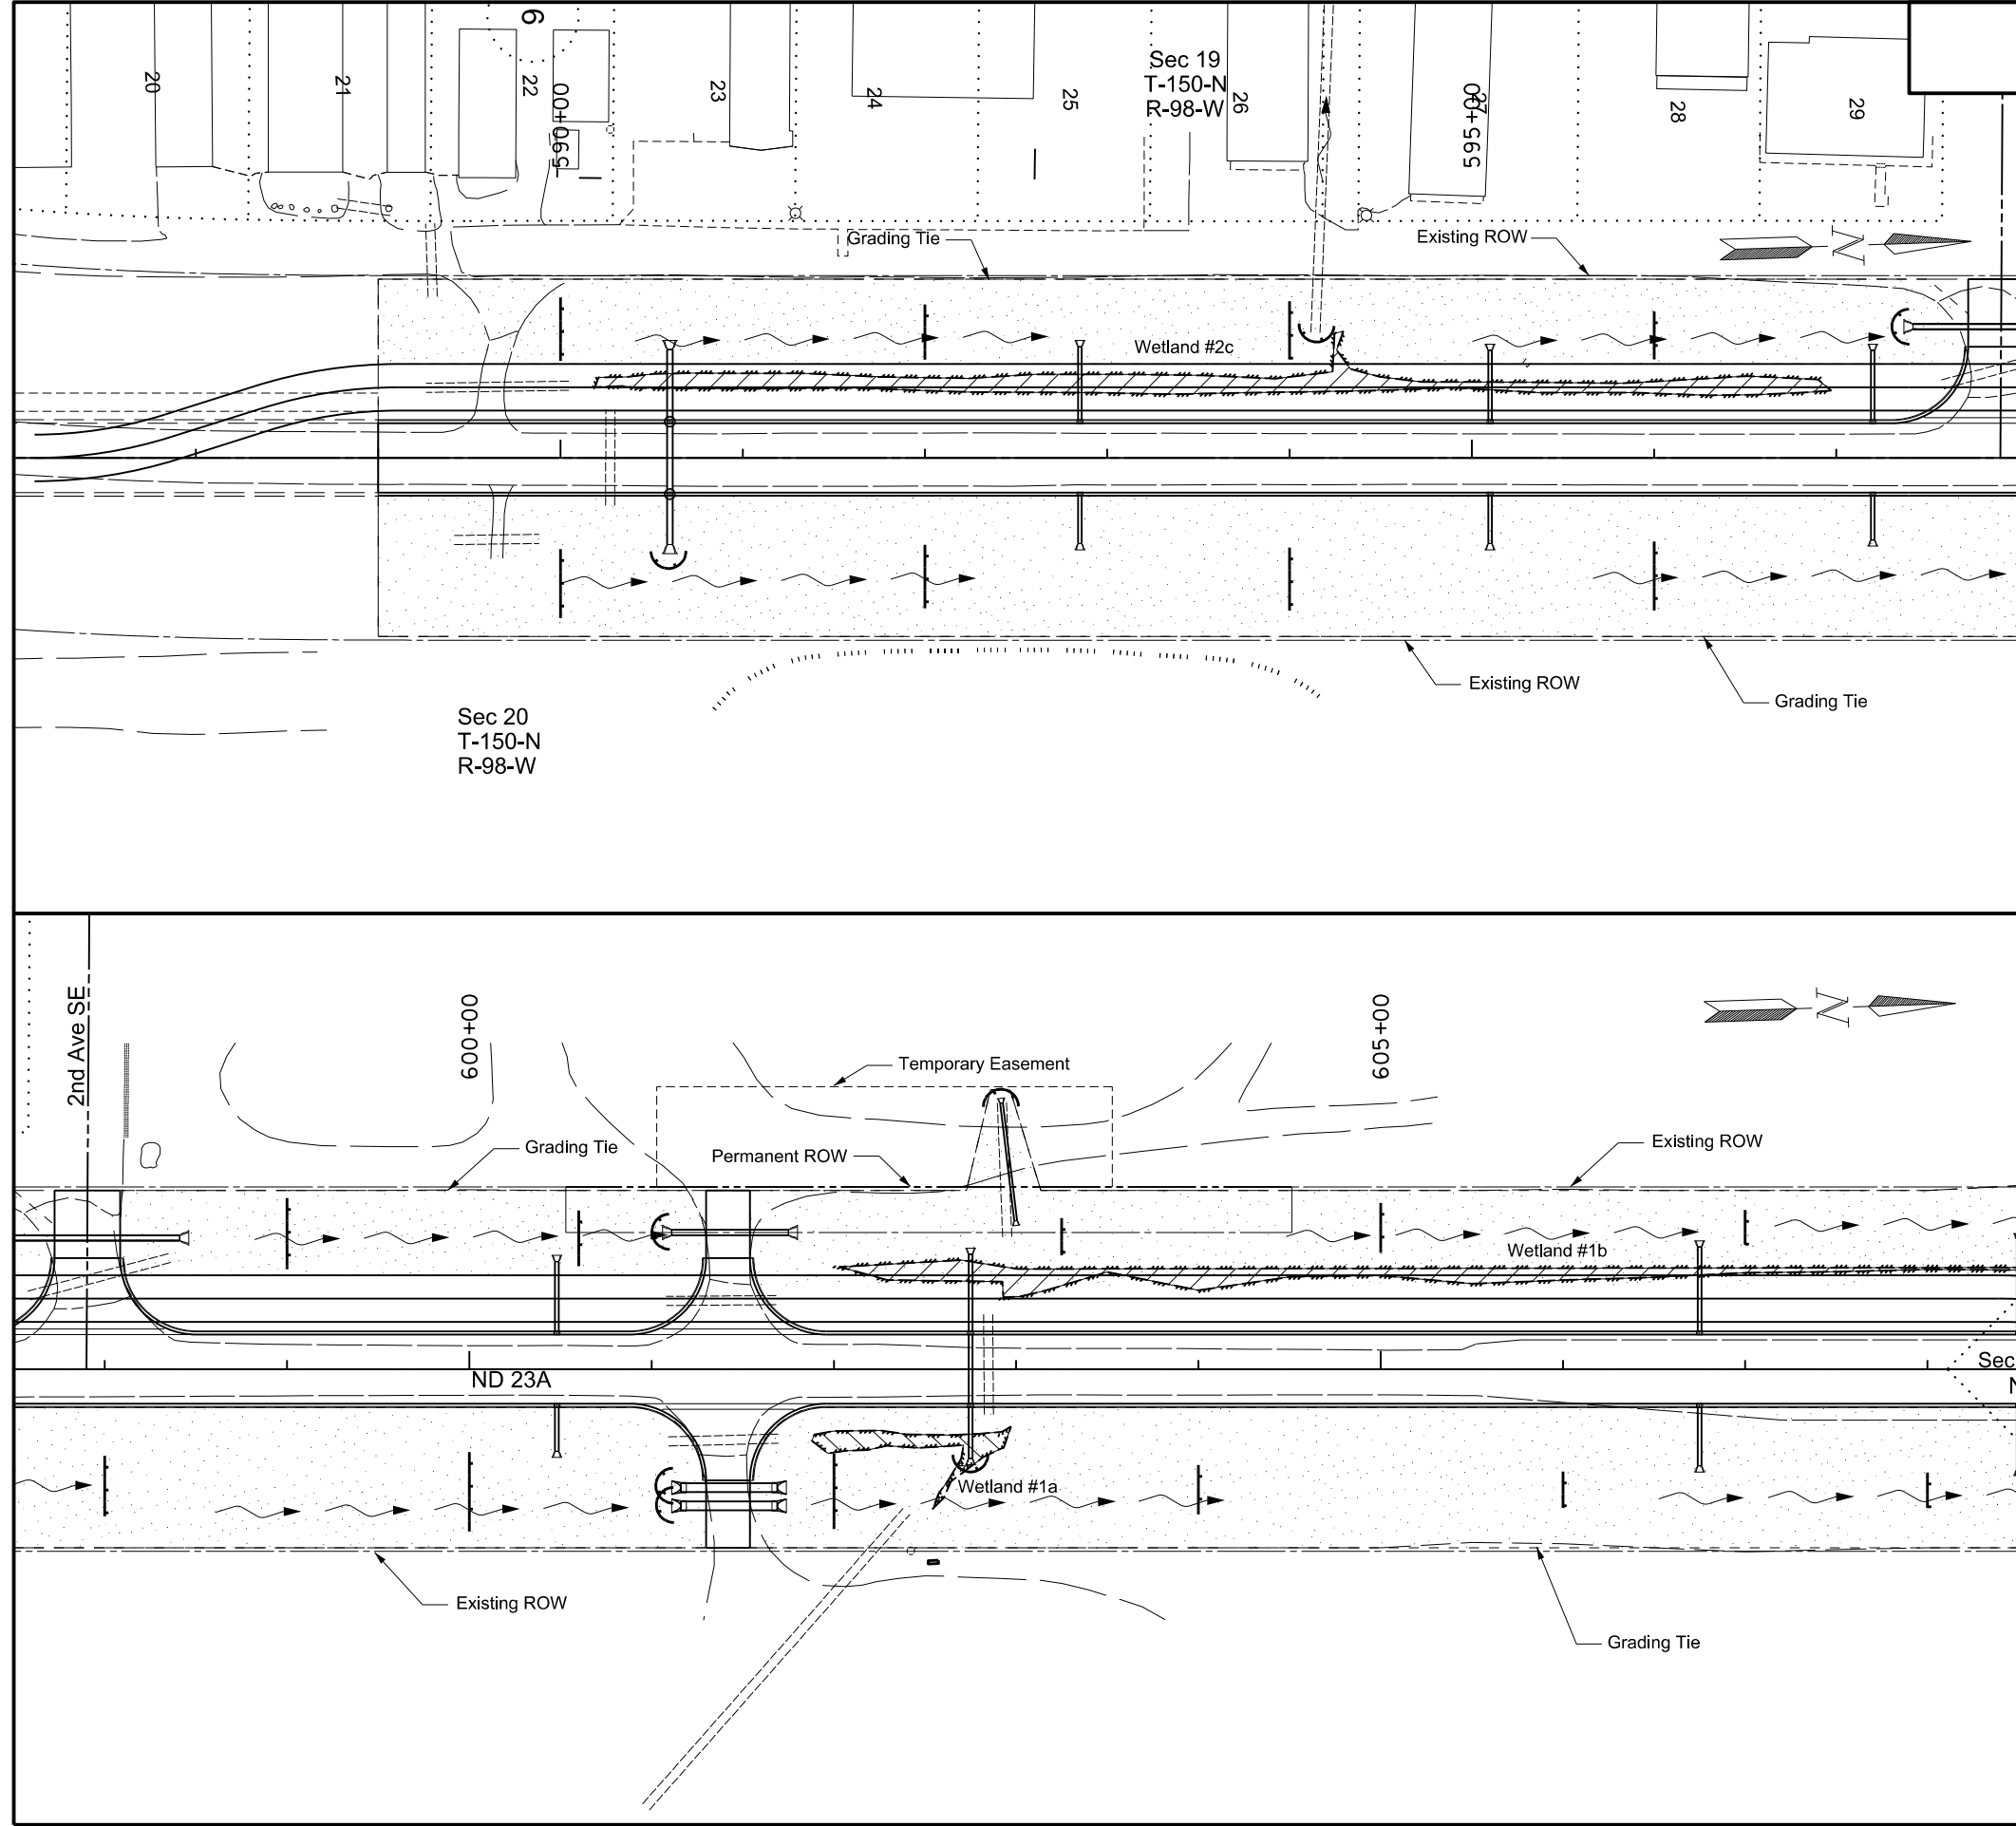 6
20
21
22
590+00
23
24
25
Sec 19
T-150-N
R-98-W
26
27
595+00
28
29
Grading Tie
Existing ROW
N
Wetland #2c
Existing ROW
Grading Tie
Sec 20
T-150-N
R-98-W
2nd Ave SE
600+00
605+00
N
Temporary Easement
Grading Tie
Permanent ROW
Existing ROW
Wetland #1b
ND 23A
Sec
Wetland #1a
Existing ROW
Grading Tie